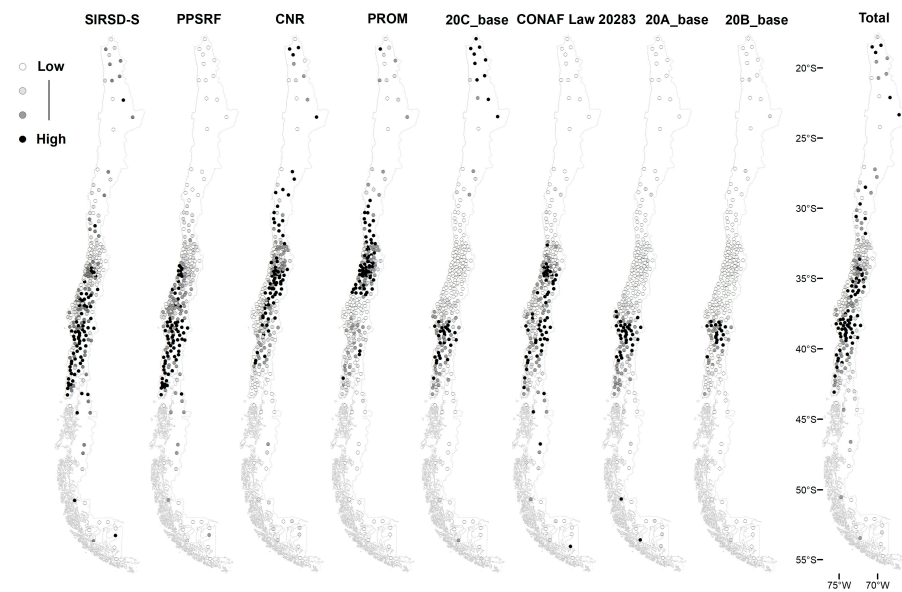 SIRSD-S PPSRF CNR PROM 20C_base CONAF Law 20283 20A_base 20B_base Total
Low
High
20°S
25°S
30°S
35°S
40°S
45°S
50°S
55°S
75°W 70°W